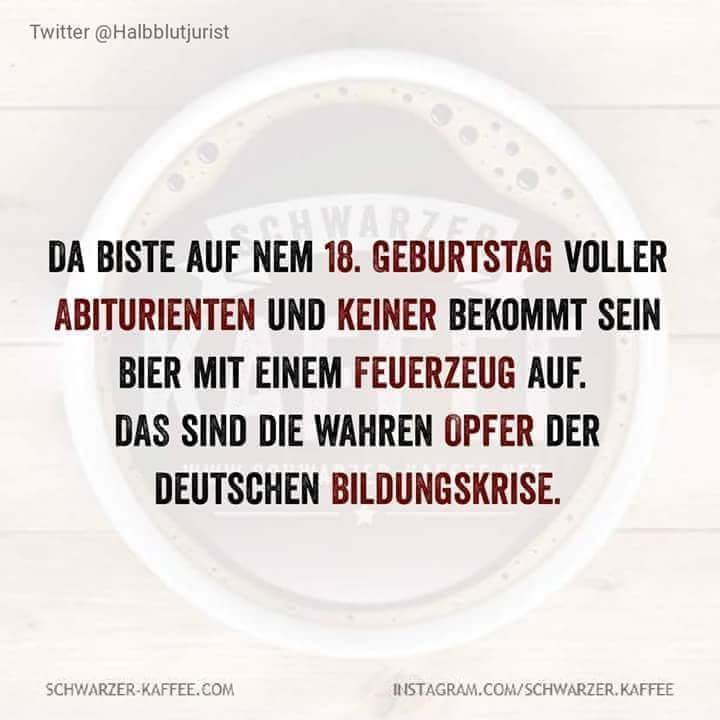 Twitter @Halbblutjurist
SCHWARZER
DA BISTE AUF NEM 18. GEBURTSTAG VOLLER
ABITURIENTEN UND KEINER BEKOMMT SEIN
BIER MIT EINEM FEUERZEUG AUF.
DAS SIND DIE WAHREN OPFER DER
DEUTSCHEN BILDUNGSKRISE.
SCHWARZER-KAFFEE.COM
INSTAGRAM.COM/SCHWARZER.KAFFEE